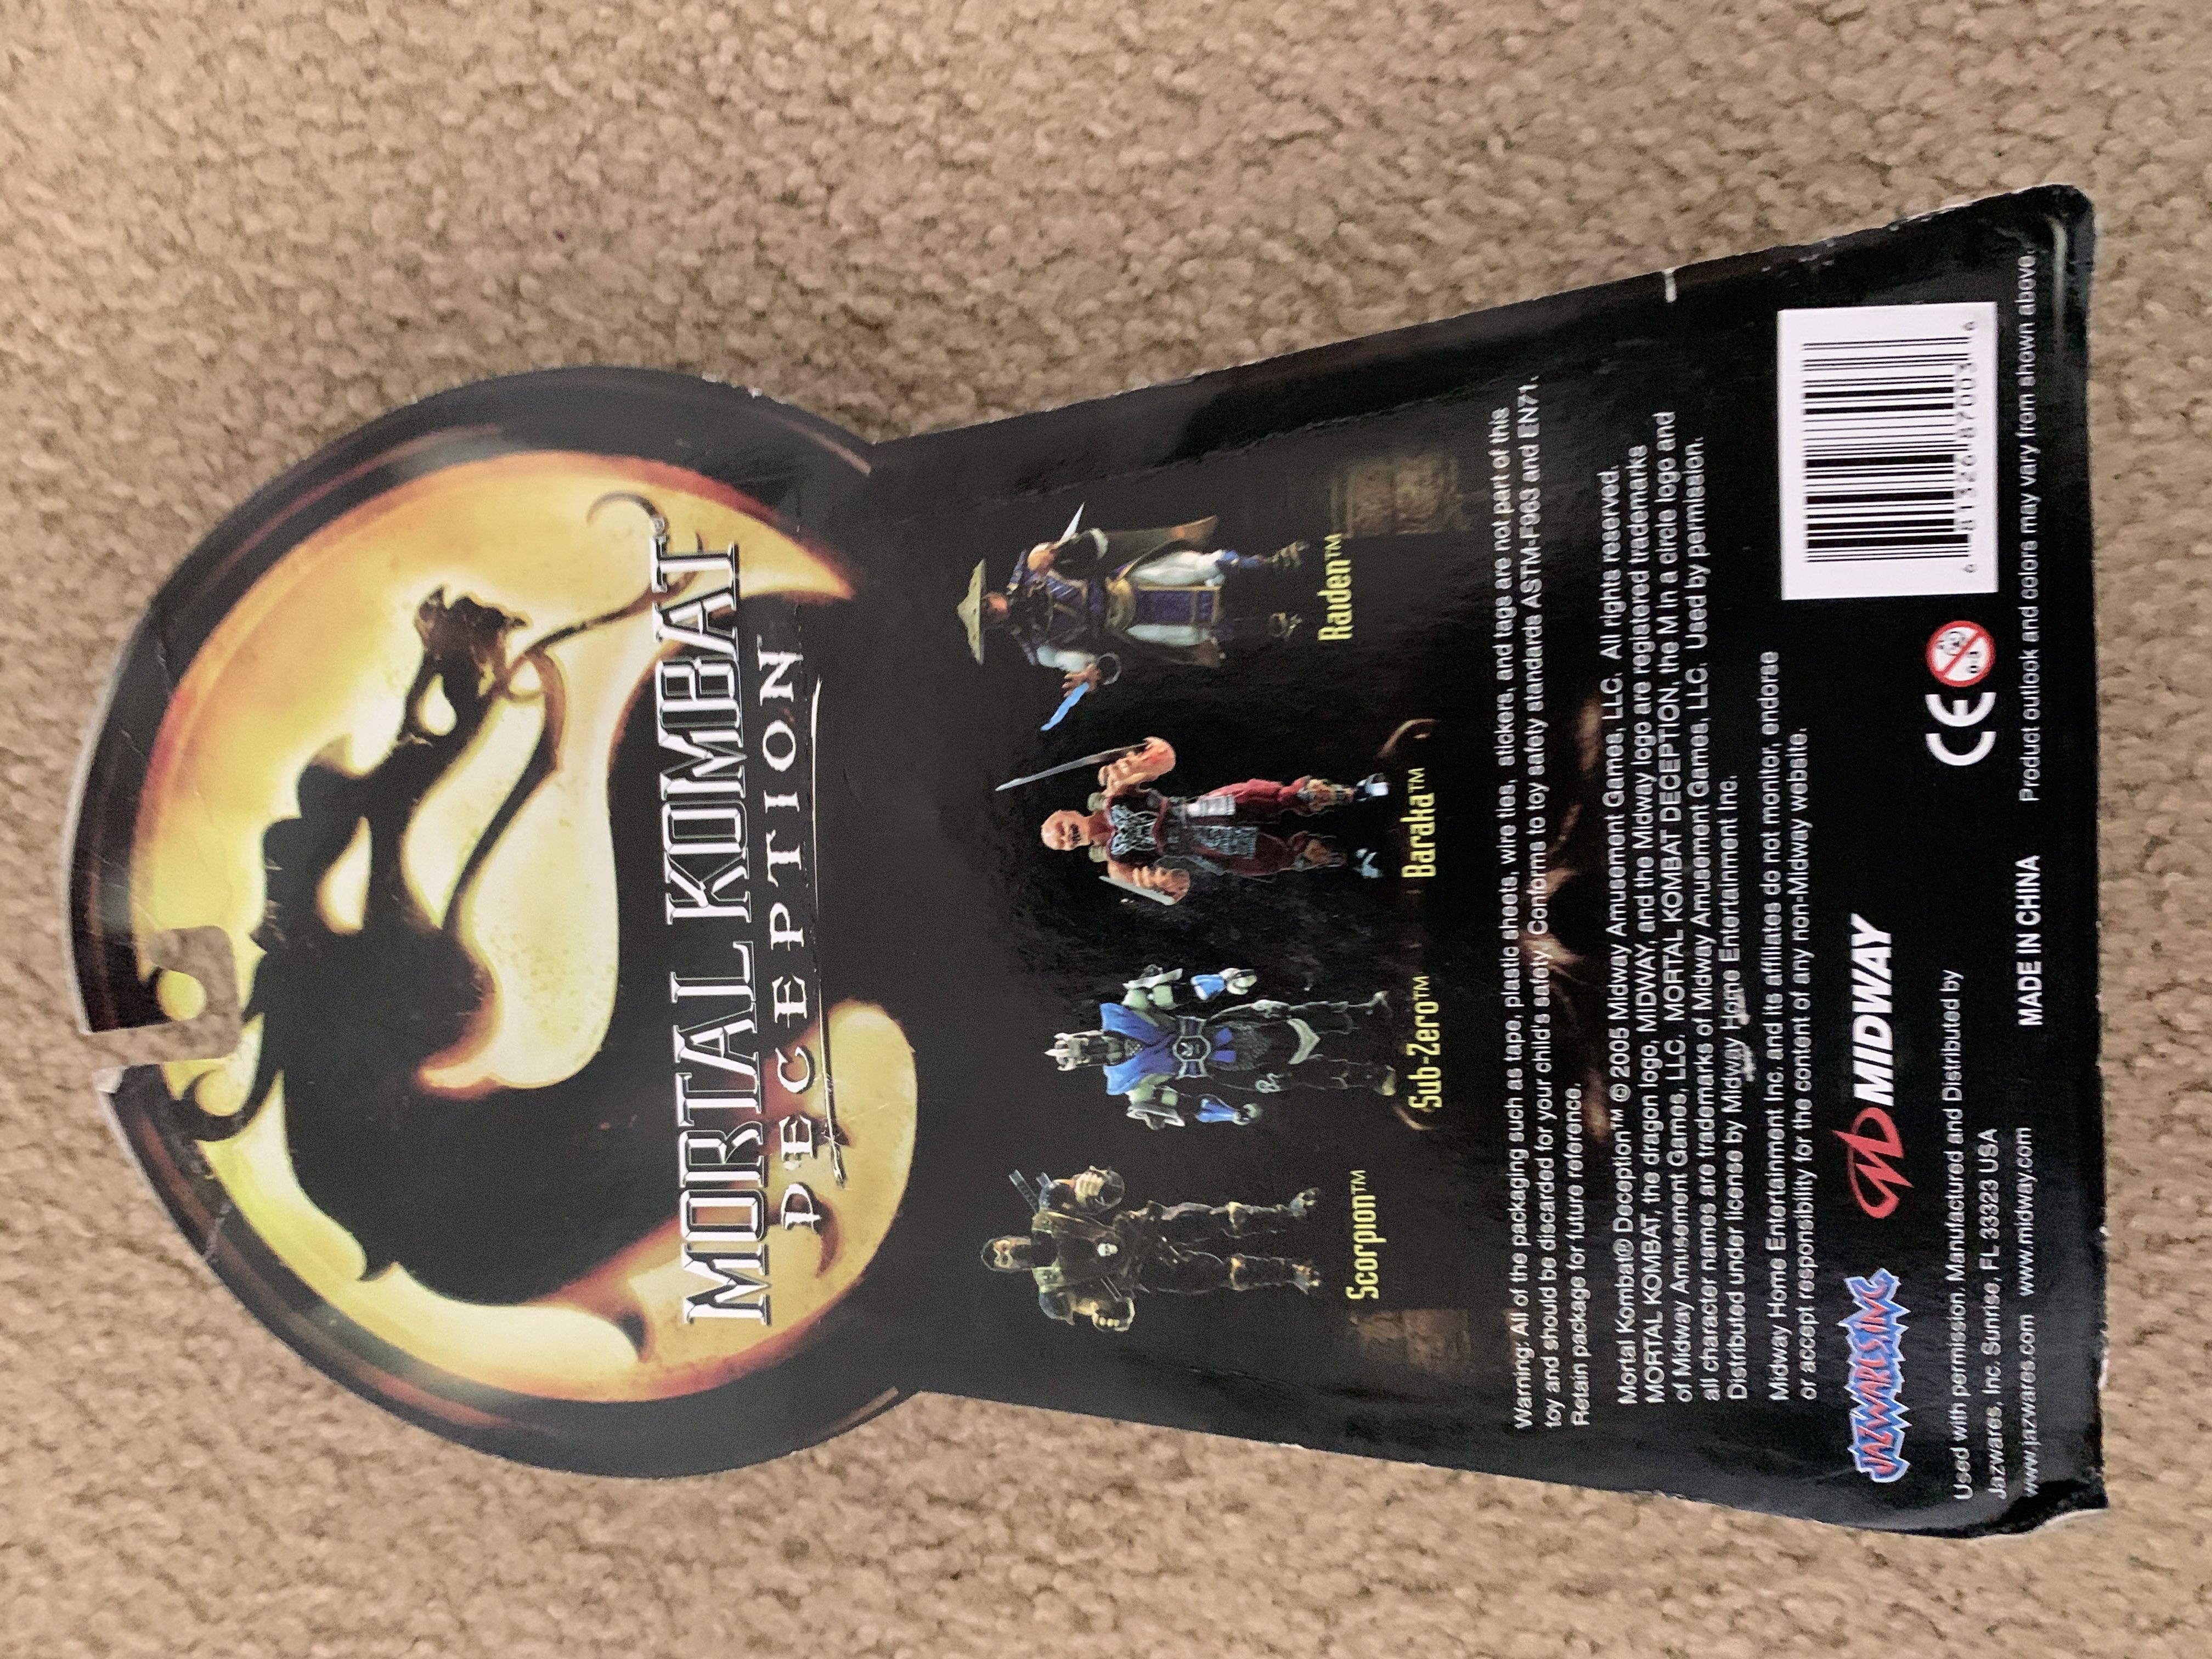 MORTAL KOMBAT®
DECEPTION
Scorpion™
Sub-Zero™
Baraka™
Raiden™
Warning: All of the packaging such as tape, plastic sheets, wire ties, stickers, and tags are not part of this
toy and should be discarded for your child's safety. Conforms to toy safety standards ASTM-F963 and EN71.
Retain package for future reference.
Mortal Kombat® Deception™ © 2005 Midway Amusement Games, LLC. All rights reserved.
MORTAL KOMBAT, the dragon logo, MIDWAY, and the Midway logo are registered trademarks
of Midway Amusement Games, LLC. MORTAL KOMBAT DECEPTION, the M in a circle logo and
all character names are trademarks of Midway Amusement Games, LLC. Used by permission.
Distributed under license by Midway Home Entertainment Inc.
Midway Home Entertainment Inc. and its affiliates do not monitor, endorse
or accept responsibility for the content of any non-Midway website.
JAZWARES INC
MIDWAY
Used with permission. Manufactured and Distributed by
Jazwares, Inc. Sunrise, FL 33323 USA
www.jazwares.com www.midway.com
MADE IN CHINA
CE
0-3
6 81326 87003 6
Product outlook and colors may vary from shown above.